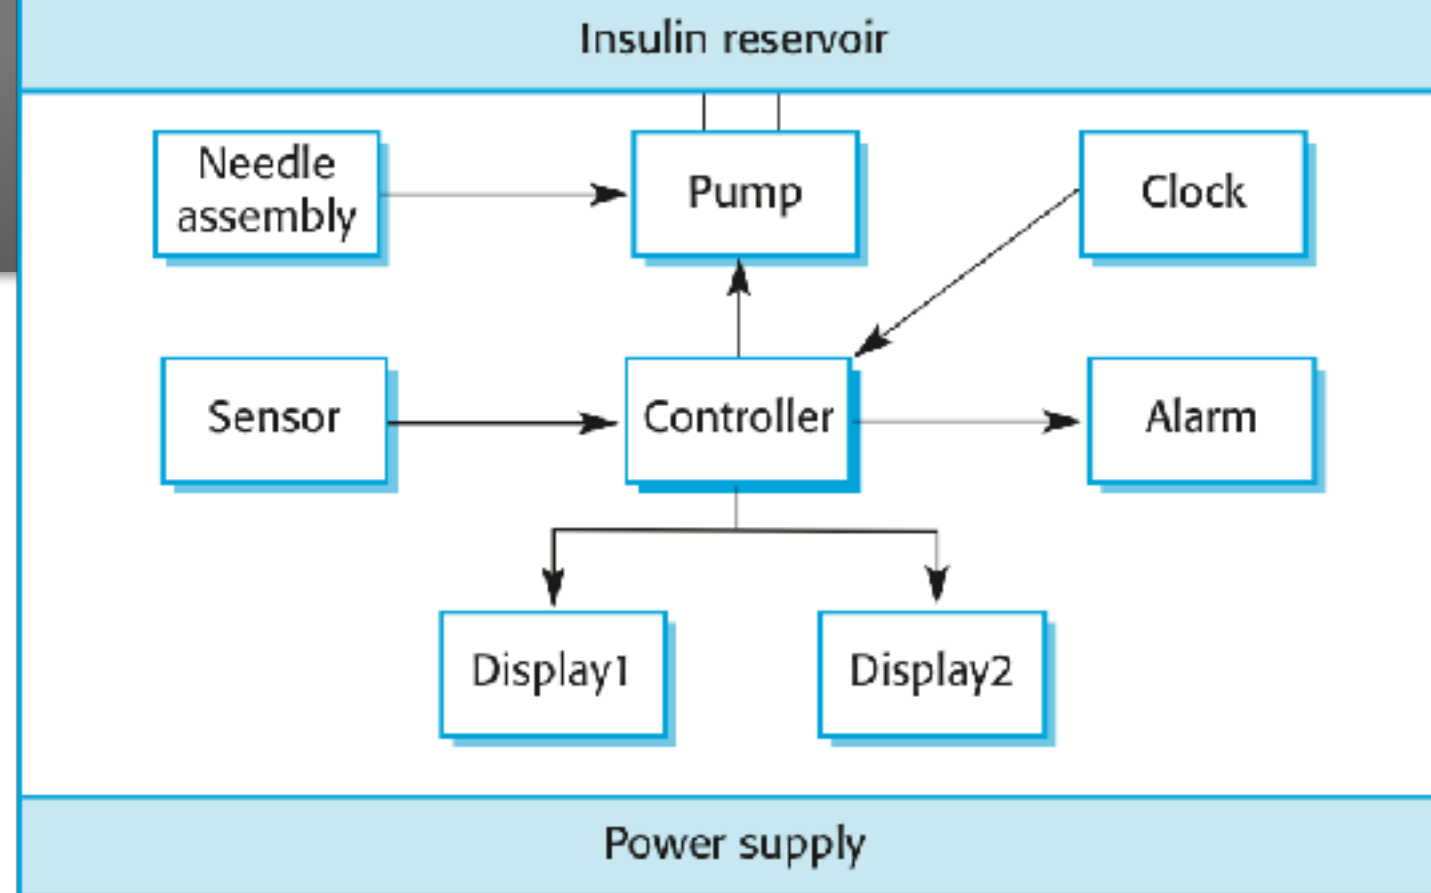 Insulin reservoir
Needle
assembly
Pump
Clock
Sensor
Controller
Alarm
Display1
Display2
Power supply